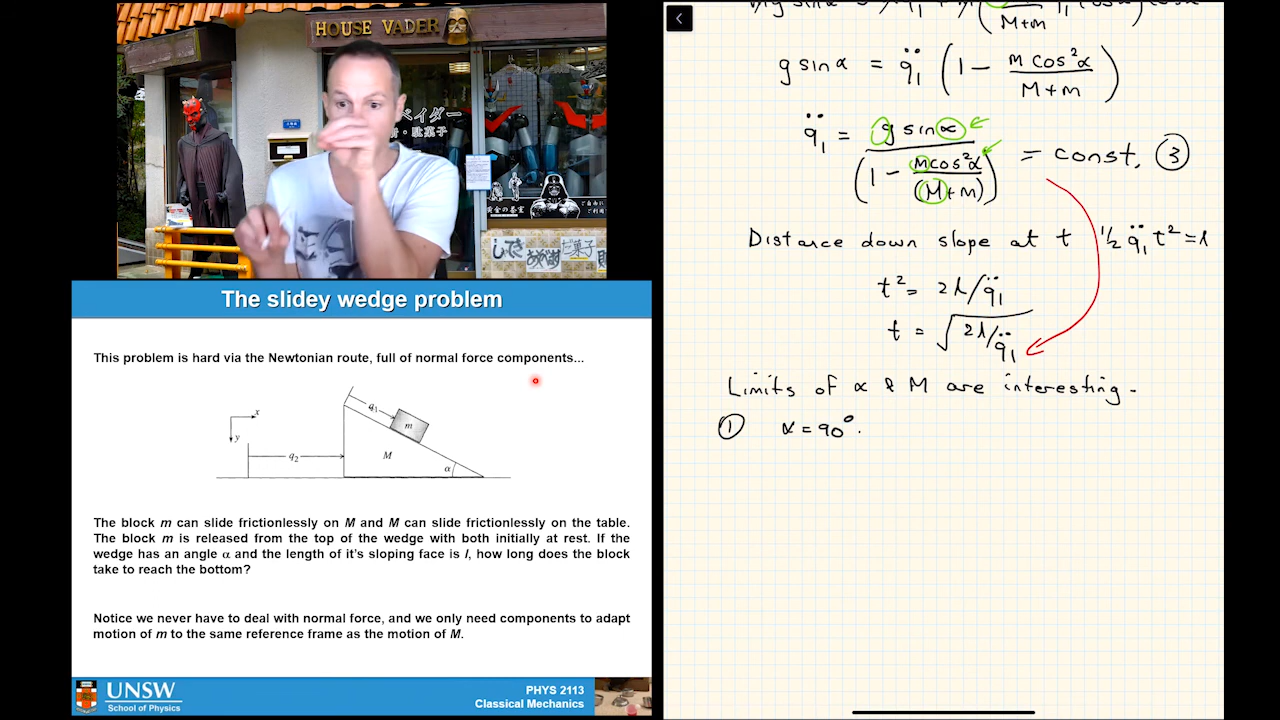 HOUSE VADER
The slidey wedge problem
This problem is hard via the Newtonian route, full of normal force components...
x
y
q₁
m
q₂
M
α
The block m can slide frictionlessly on M and M can slide frictionlessly on the table.
The block m is released from the top of the wedge with both initially at rest. If the
wedge has an angle α and the length of it's sloping face is l, how long does the block
take to reach the bottom?
Notice we never have to deal with normal force, and we only need components to adapt
motion of m to the same reference frame as the motion of M.
UNSW
School of Physics
PHYS 2113
Classical Mechanics
M+m
g sin α = q̈₁ (1 - m cos²α / M+m)
q̈₁ = g sin α / (1 - m cos²α / (M+m)) = const. ③
Distance down slope at t ½ q̈₁ t² = l
t² = 2l/q̈₁
t = √2l/q̈₁
Limits of α & M are interesting -
① α = 90°.